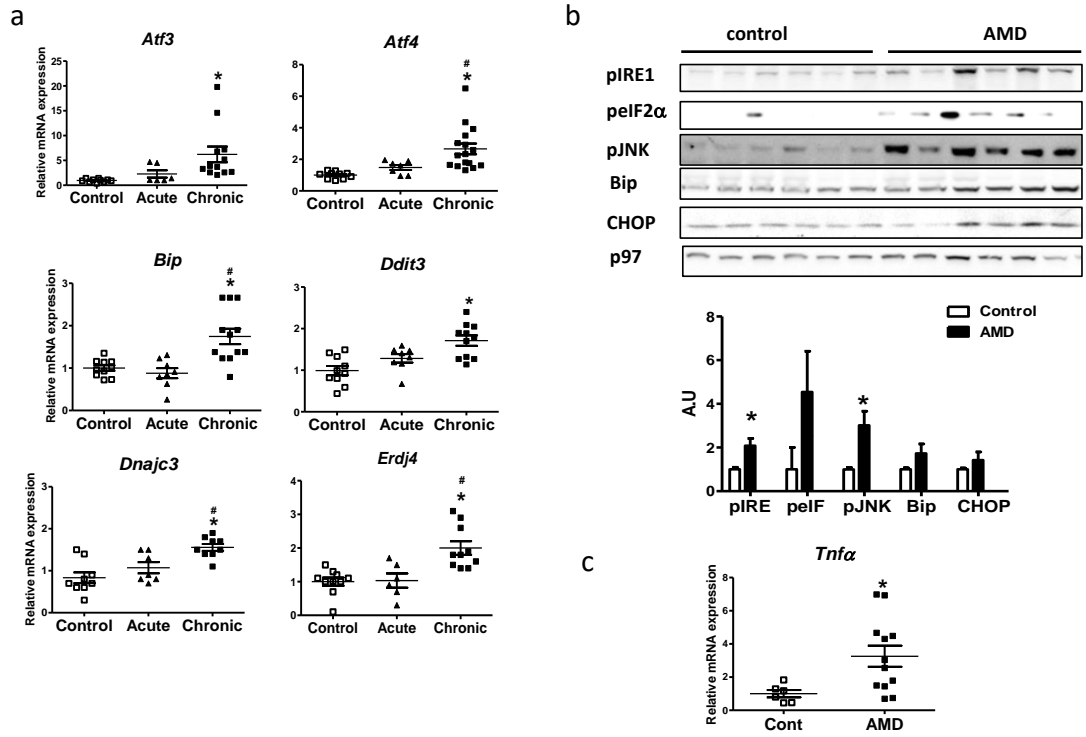 a
Atf3
Relative mRNA expression
25
20
15
10
5
0
Control Acute Chronic
*
Atf4
8
6
4
2
0
Control Acute Chronic
#
*
Bip
Relative mRNA expression
3
2
1
0
Control Acute Chronic
#
*
Ddit3
3
2
1
0
Control Acute Chronic
*
Dnajc3
Relative mRNA expression
3
2
1
0
Control Acute Chronic
#
*
Erdj4
4
3
2
1
0
Control Acute Chronic
#
*
b
control AMD
pIRE1
peIF2α
pJNK
Bip
CHOP
p97
Control
AMD
A.U
8
6
4
2
0
* *
pIRE peIF pJNK Bip CHOP
c
Tnfα
Relative mRNA expression
8
6
4
2
0
*
Cont AMD